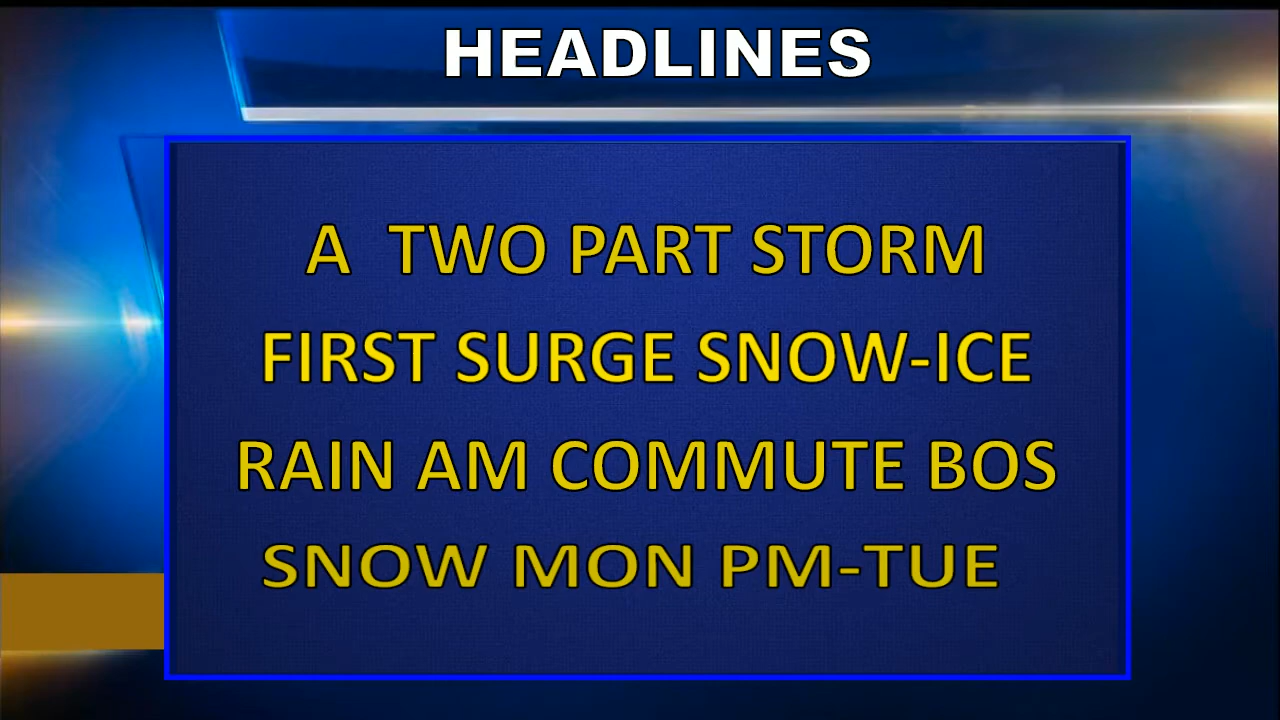 HEADLINES
A TWO PART STORM
FIRST SURGE SNOW-ICE
RAIN AM COMMUTE BOS
SNOW MON PM-TUE